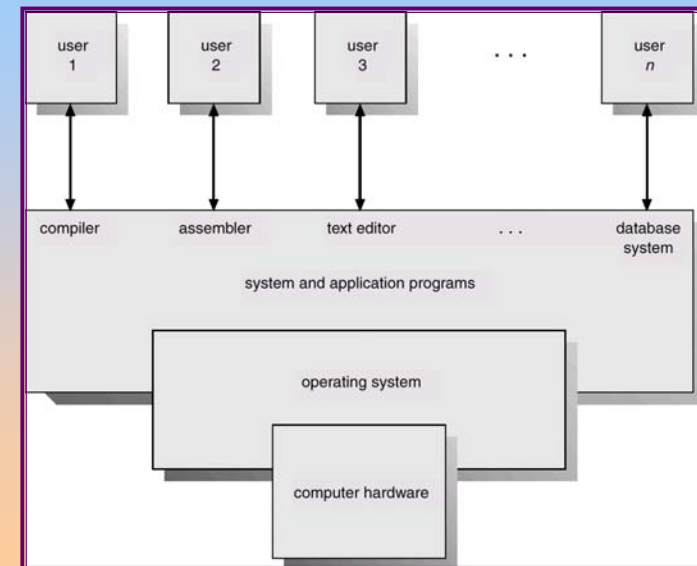 user
1
user
2
user
3
. . .
user
n
compiler
assembler
text editor
. . .
database
system
system and application programs
operating system
computer hardware